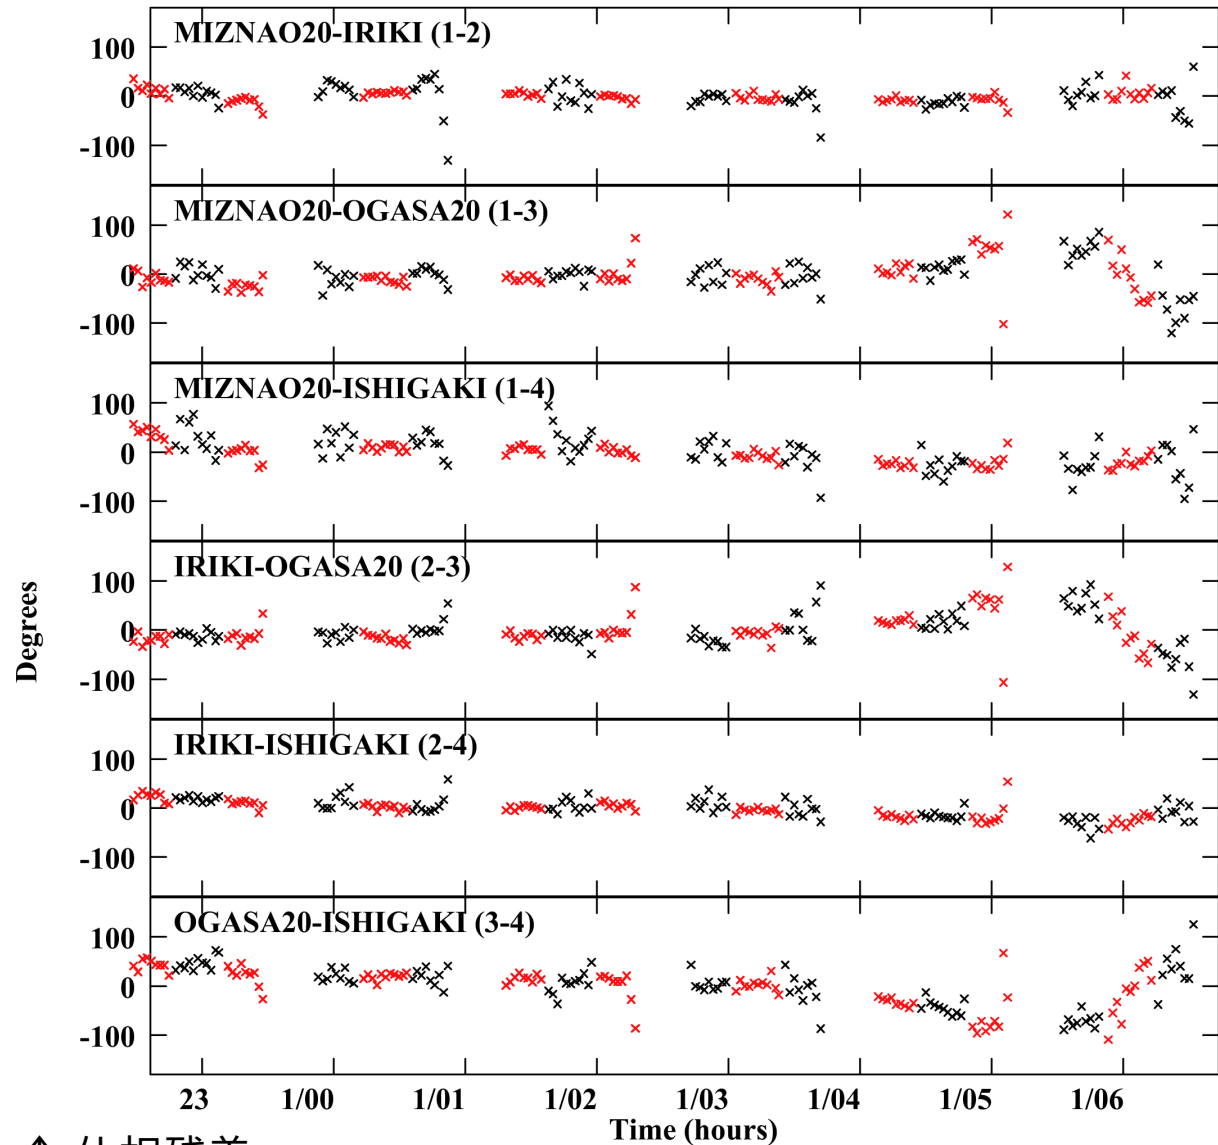 MIZNAO20-IRIKI (1-2)
100
0
-100
MIZNAO20-OGASA20 (1-3)
100
0
-100
MIZNAO20-ISHIGAKI (1-4)
100
0
-100
IRIKI-OGASA20 (2-3)
100
0
-100
Degrees
IRIKI-ISHIGAKI (2-4)
100
0
-100
OGASA20-ISHIGAKI (3-4)
100
0
-100
23 1/00 1/01 1/02 1/03 1/04 1/05 1/06
Time (hours)